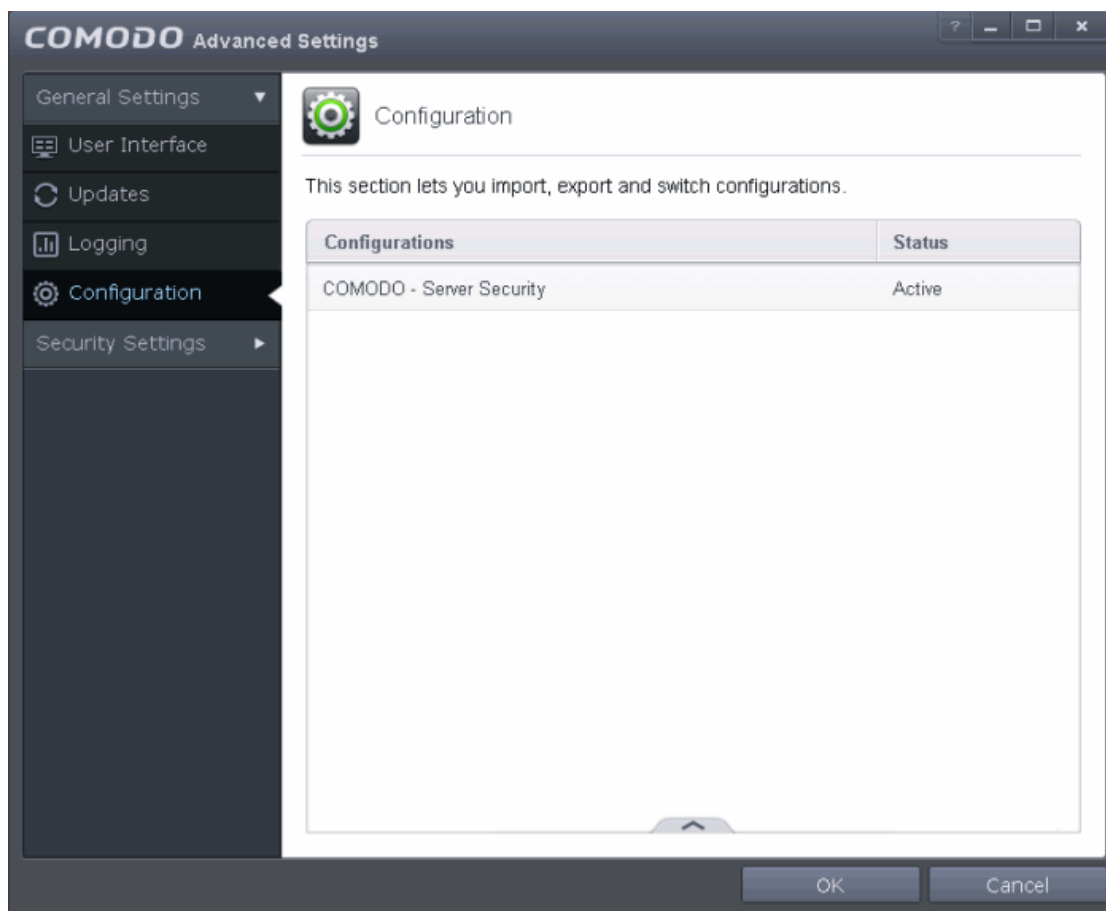 COMODO Advanced Settings
?
General Settings
User Interface
Updates
Logging
Configuration
Security Settings
Configuration
This section lets you import, export and switch configurations.
Configurations Status
COMODO - Server Security Active
OK Cancel